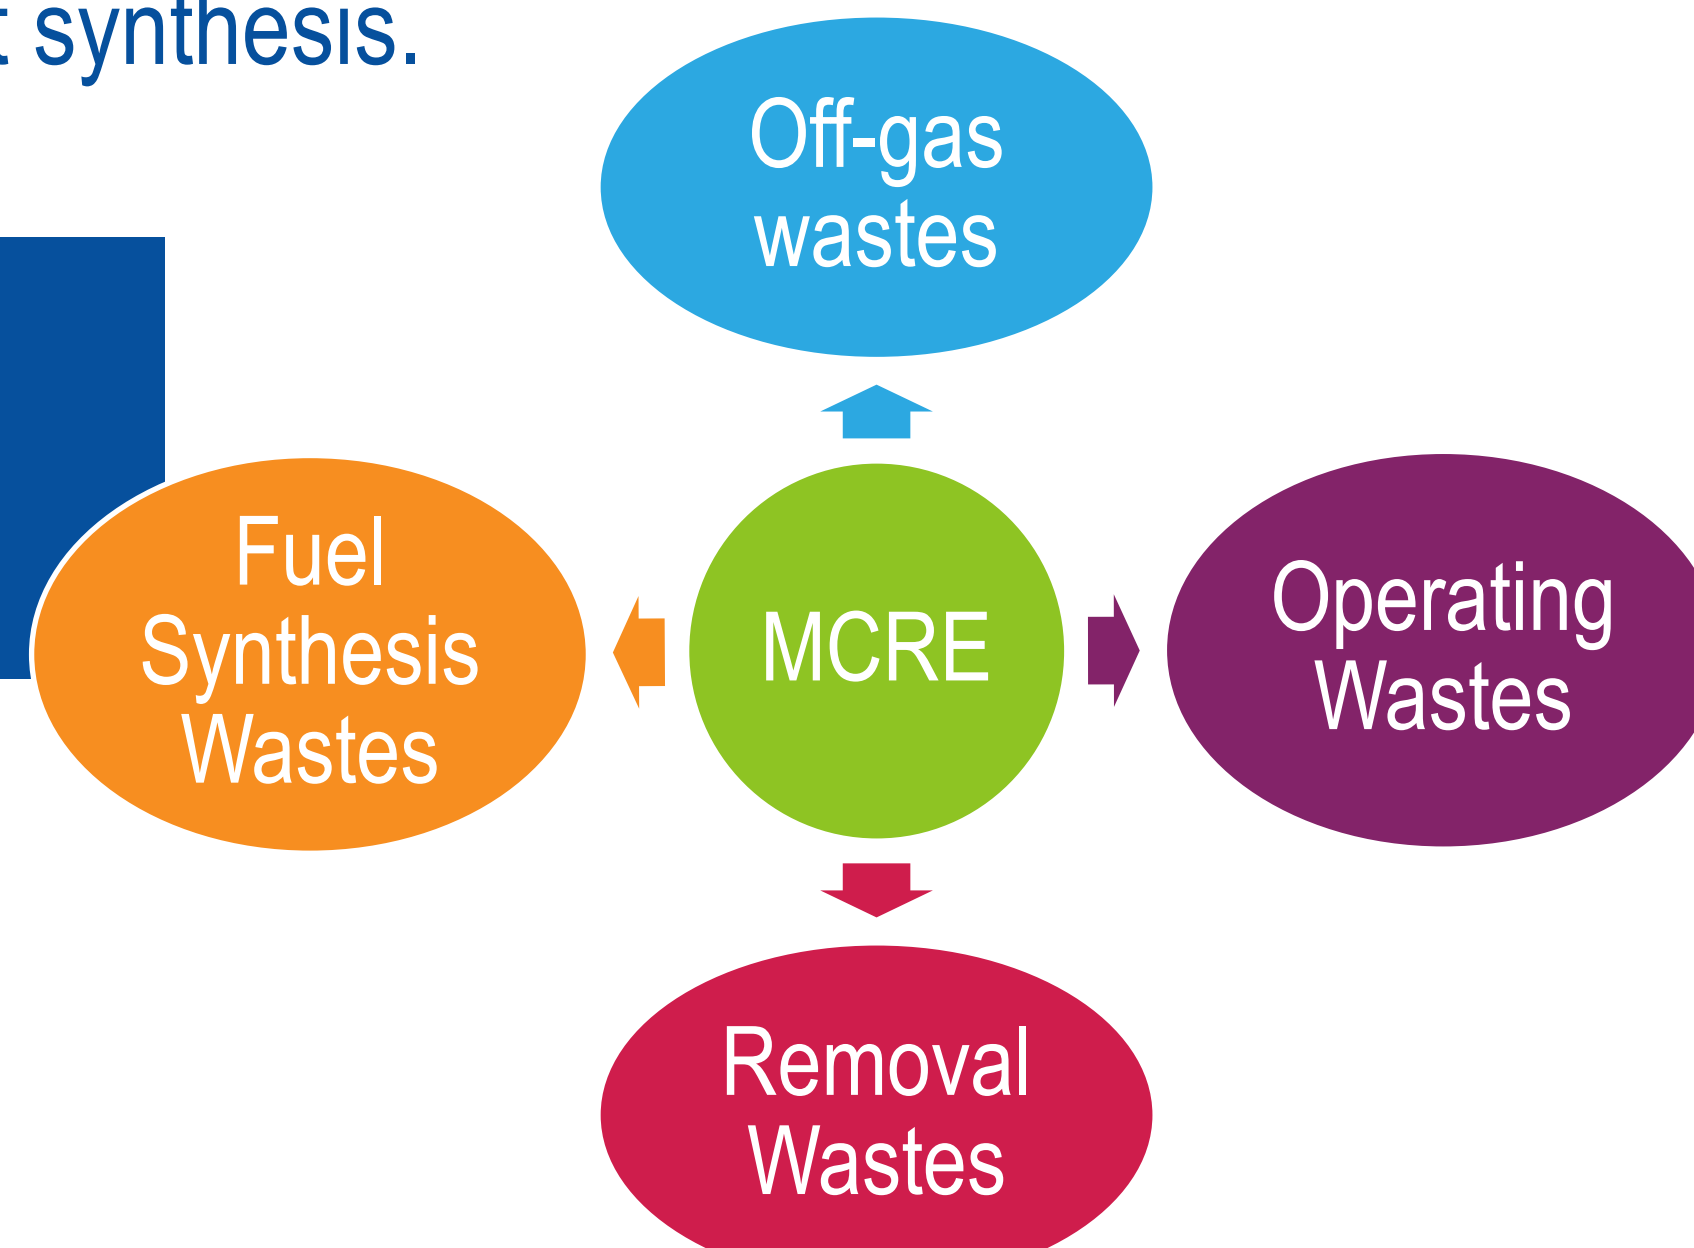 synthesis.
Off-gas
wastes
Fuel
Synthesis
Wastes
MCRE
Operating
Wastes
Removal
Wastes